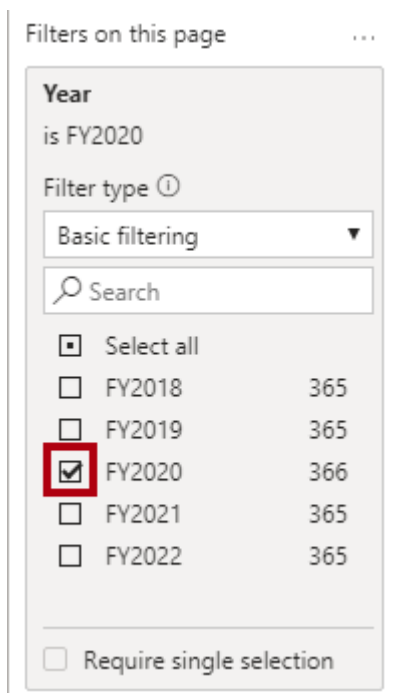 Filters on this page ...
Year
is FY2020
Filter type ⓘ
Basic filtering
Search
Select all
FY2018 365
FY2019 365
FY2020 366
FY2021 365
FY2022 365
Require single selection